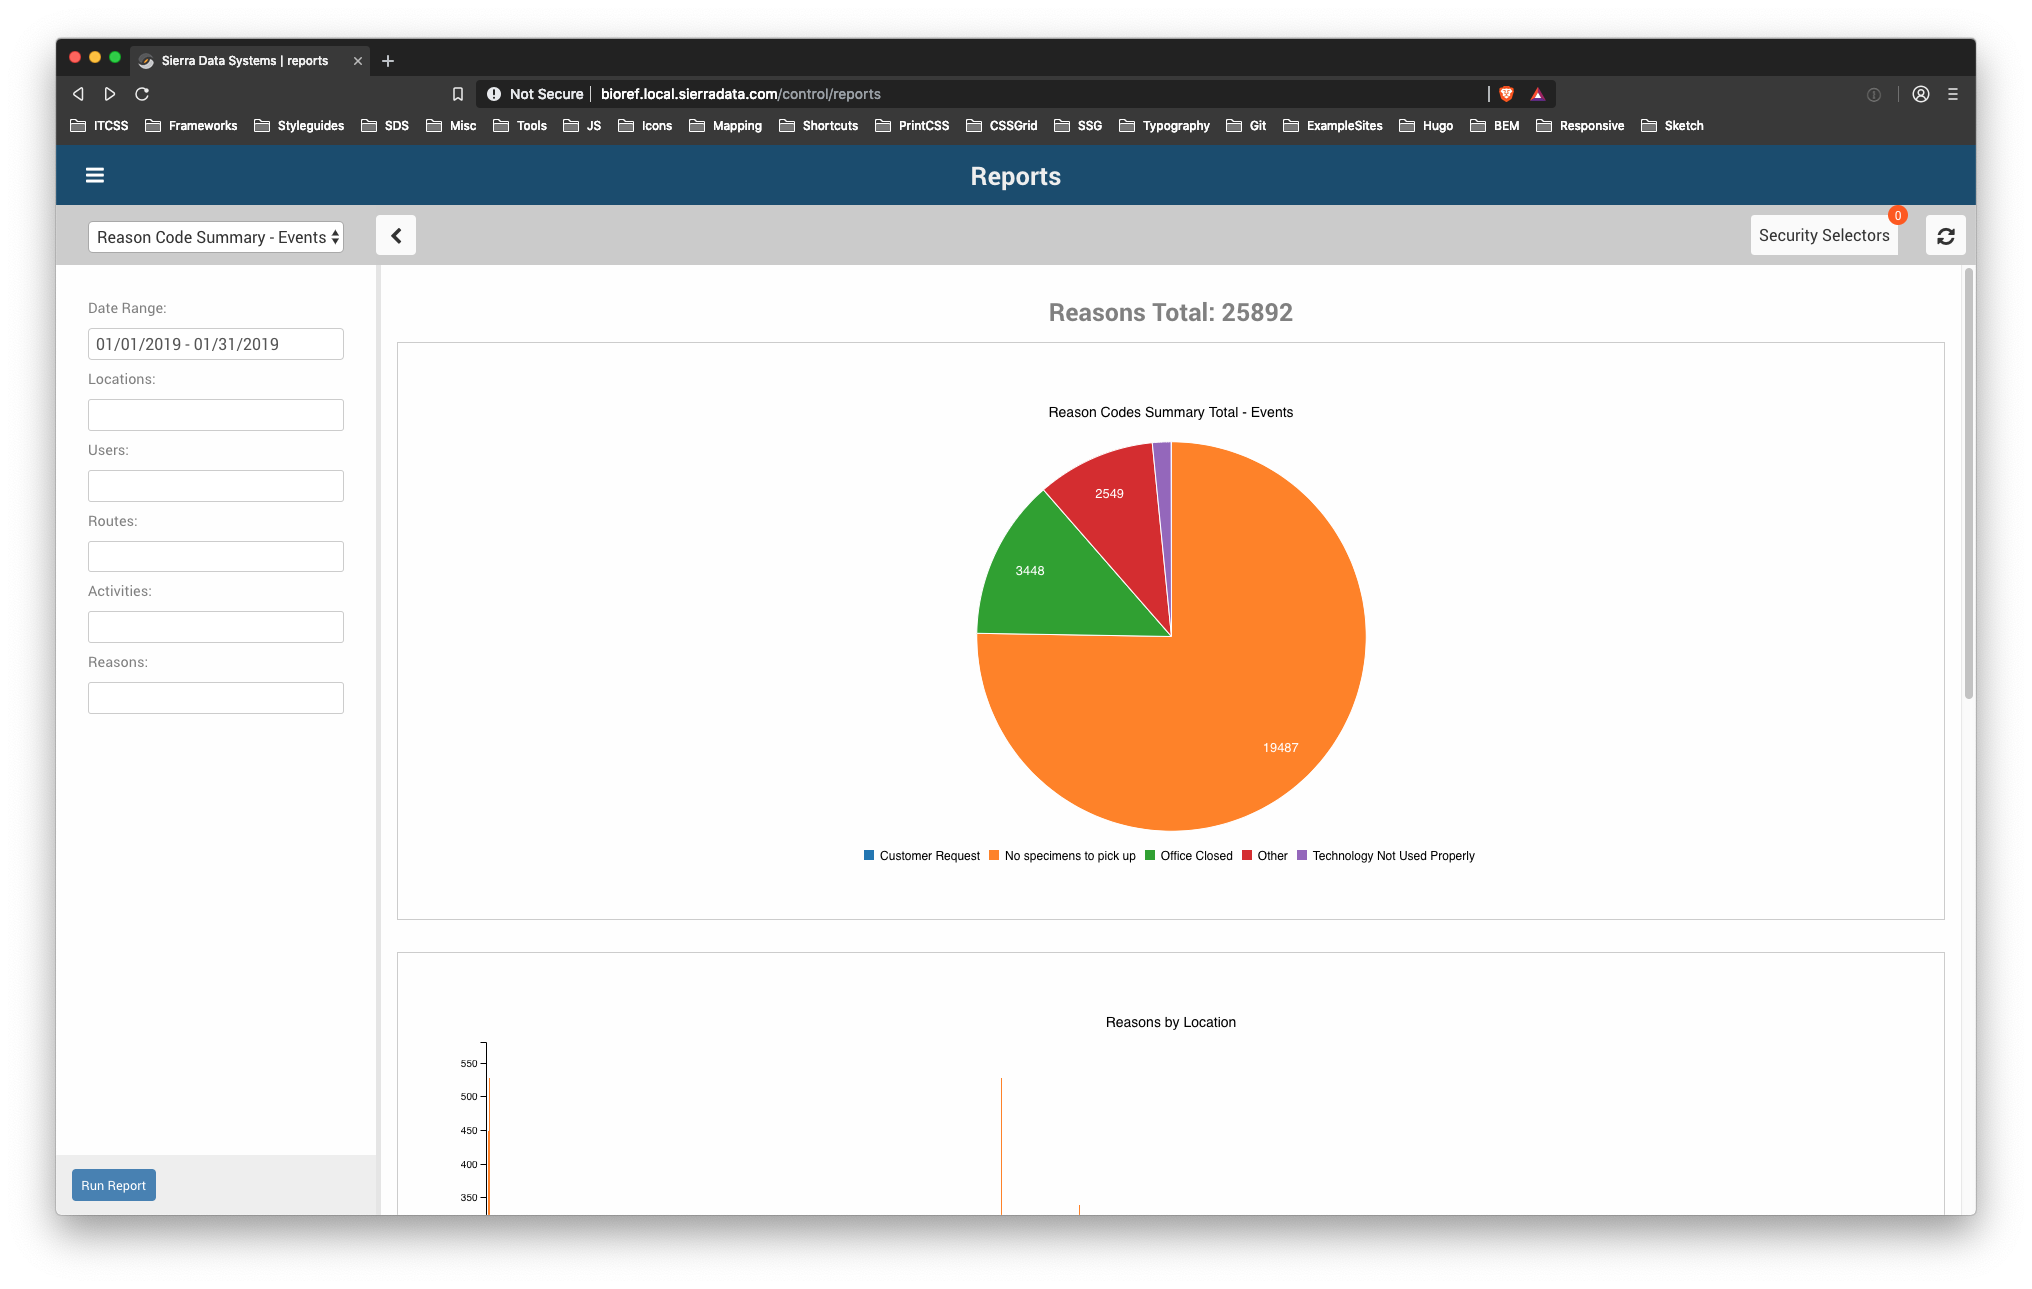 Sierra Data Systems | reports
Not Secure | bioref.local.sierradata.com/control/reports
ITCSS Frameworks Styleguides SDS Misc Tools JS Icons Mapping Shortcuts PrintCSS CSSGrid SSG Typography Git ExampleSites Hugo BEM Responsive Sketch
Reports
Reason Code Summary - Events
Security Selectors
0
Date Range:
01/01/2019 - 01/31/2019
Locations:
Users:
Routes:
Activities:
Reasons:
Run Report
Reasons Total: 25892
Reason Codes Summary Total - Events
2549
3448
19487
Customer Request No specimens to pick up Office Closed Other Technology Not Used Properly
Reasons by Location
550
500
450
400
350